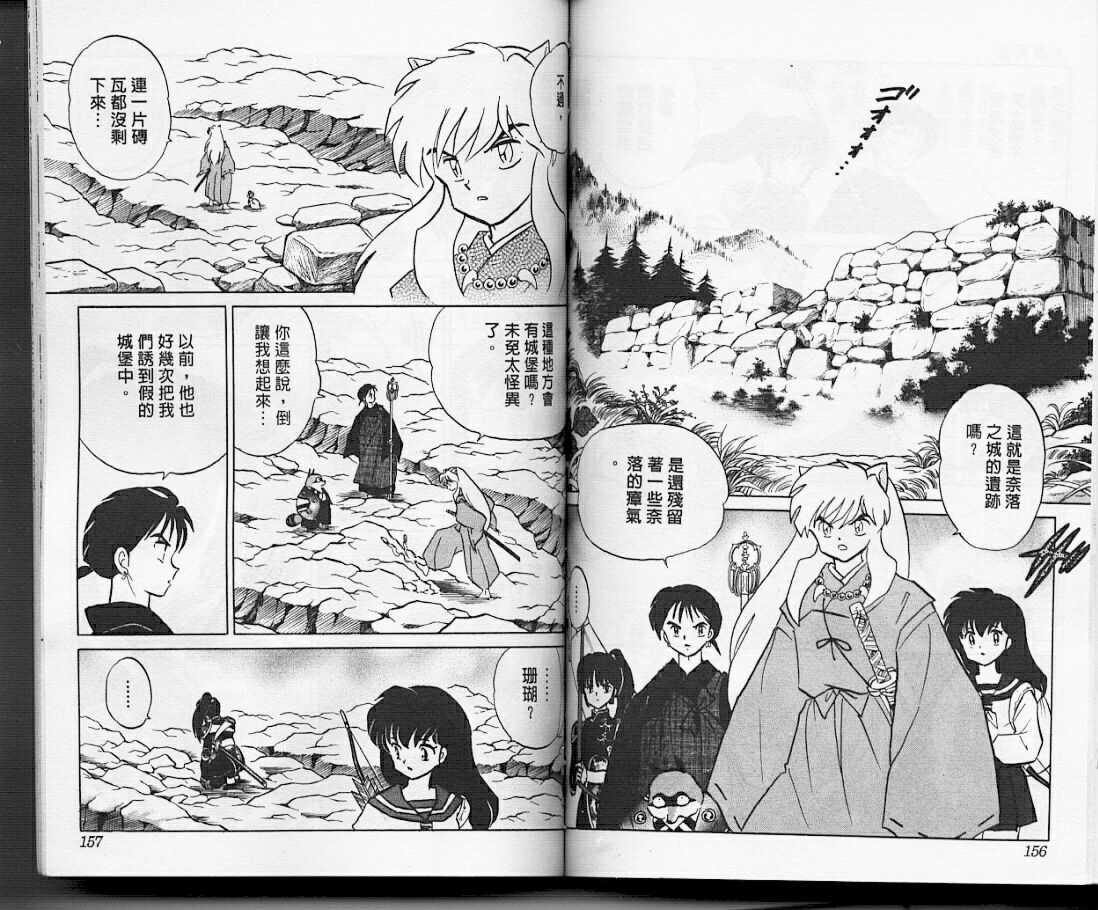 ゴオオオ…
這就是奈落
之城的遺跡
嗎？
是還殘留
著一些奈
落的瘴氣
。
……
156
不過，
連一片磚
瓦都沒剩
下來…
這種地方會
有城堡嗎？
未免太怪異
了。
你這麼說，倒
讓我想起來…
以前，他也
好幾次把我
們誘到假的
城堡中。
……
珊瑚？
……
157